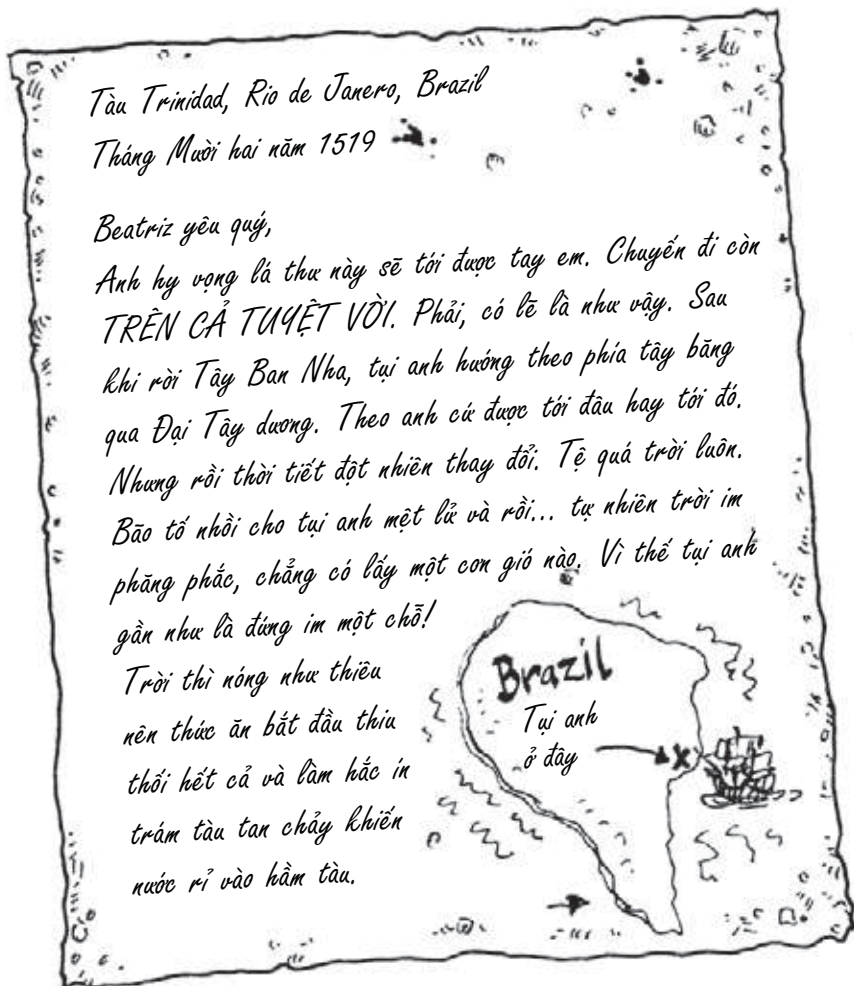 Tàu Trinidad, Rio de Janero, Brazil
Tháng Mười hai năm 1519
Beatriz yêu quý,
Anh hy vọng lá thư này sẽ tới được tay em. Chuyến đi còn
TRÊN CẢ TUYỆT VỜI. Phải, có lẽ là như vậy. Sau
khi rời Tây Ban Nha, tụi anh hướng theo phía tây băng
qua Đại Tây dương. Theo anh cứ được tới đâu hay tới đó.
Nhưng rồi thời tiết đột nhiên thay đổi. Tệ quá trời luôn.
Bão tố nhồi cho tụi anh mệt lử và rồi... tự nhiên trời im
phăng phắc, chẳng có lấy một cơn gió nào. Vì thế tụi anh
gần như là đứng im một chỗ!
Trời thì nóng như thiêu
nên thức ăn bắt đầu thiu
thối hết cả và làm hắc ín
trám tàu tan chảy khiến
nước rỉ vào hầm tàu.
Brazil
Tụi anh
ở đây
X